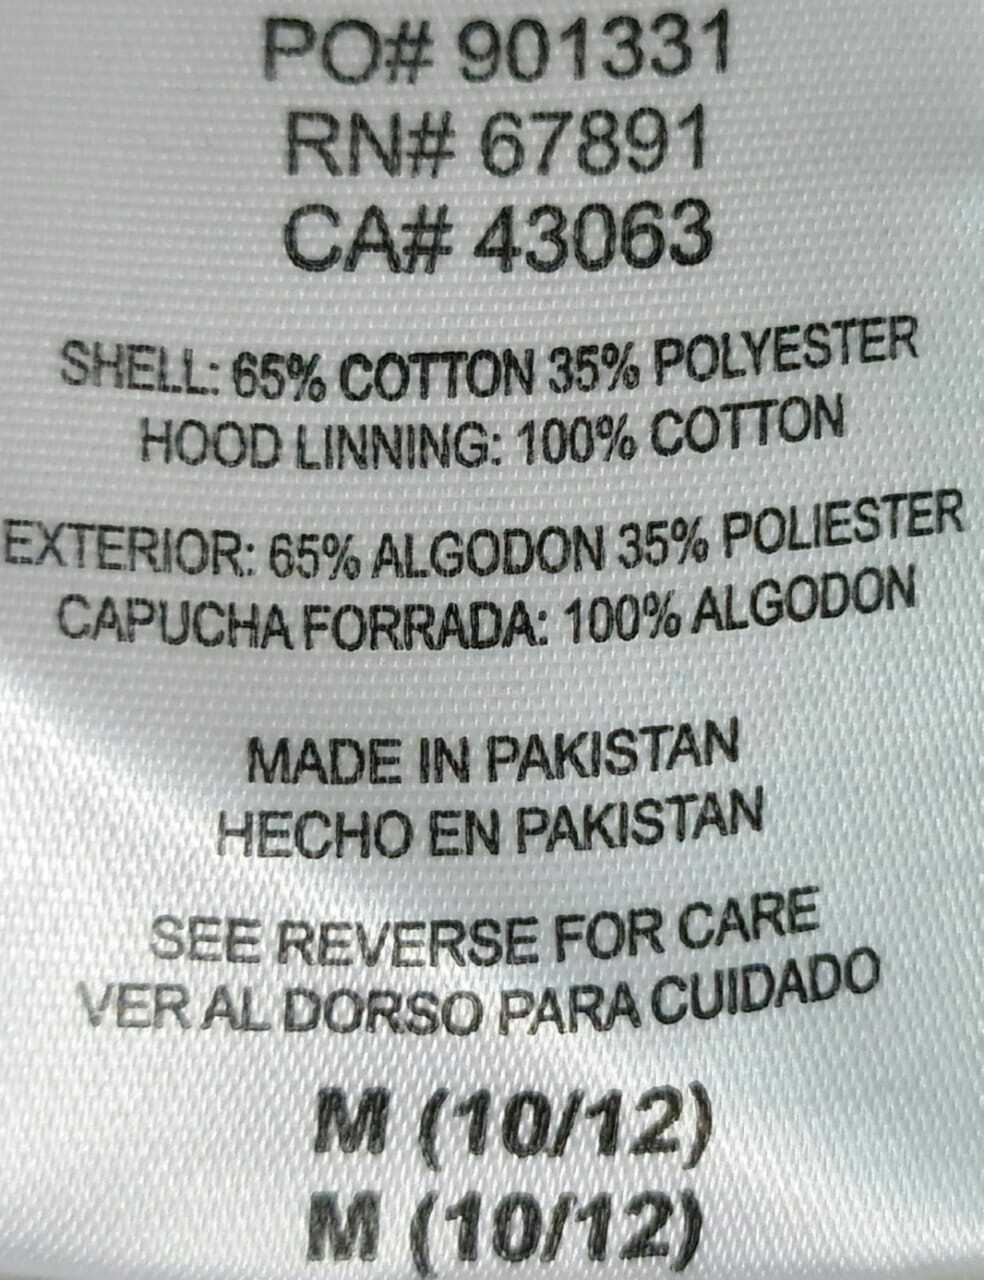 PO# 901331
RN# 67891
CA# 43063
SHELL: 65% COTTON 35% POLYESTER
HOOD LINNING: 100% COTTON
EXTERIOR: 65% ALGODON 35% POLIESTER
CAPUCHA FORRADA: 100% ALGODON
MADE IN PAKISTAN
HECHO EN PAKISTAN
SEE REVERSE FOR CARE
VER AL DORSO PARA CUIDADO
M (10/12)
M (10/12)